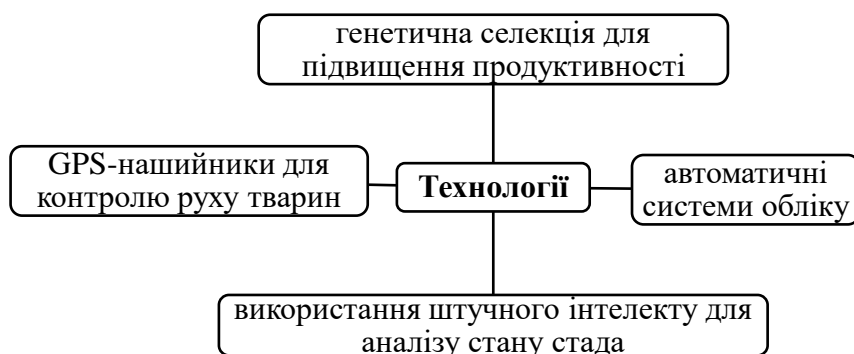 генетична селекція для
підвищення продуктивності
GPS-нашийники для
контролю руху тварин
Технології
автоматичні
системи обліку
використання штучного інтелекту для
аналізу стану стада